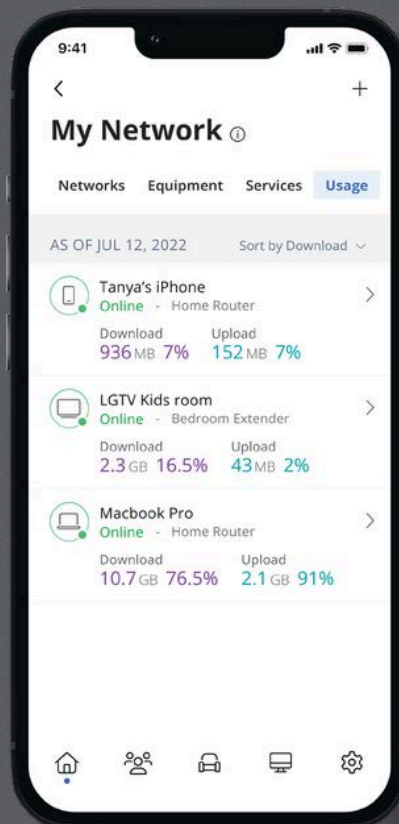 9:41
My Network
Networks Equipment Services Usage
AS OF JUL 12, 2022 Sort by Download
Tanya's iPhone
Online - Home Router
Download Upload
936 MB 7% 152 MB 7%
LGTV Kids room
Online - Bedroom Extender
Download Upload
2.3 GB 16.5% 43 MB 2%
Macbook Pro
Online - Home Router
Download Upload
10.7 GB 76.5% 2.1 GB 91%